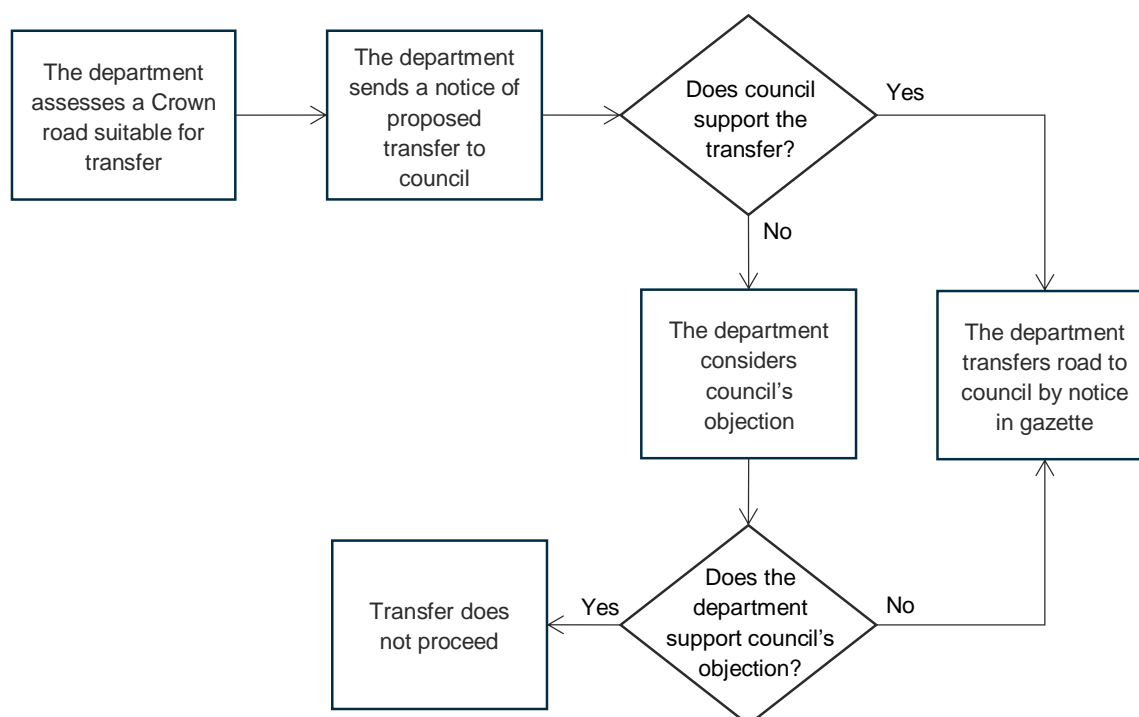 The department
assesses a Crown
road suitable for
transfer
The department
sends a notice of
proposed
transfer to
council
Does council
support the
transfer?
Yes
No
The department
considers
council’s
objection
The department
transfers road to
council by notice
in gazette
Transfer does
not proceed
Yes
Does the
department
support council’s
objection?
No